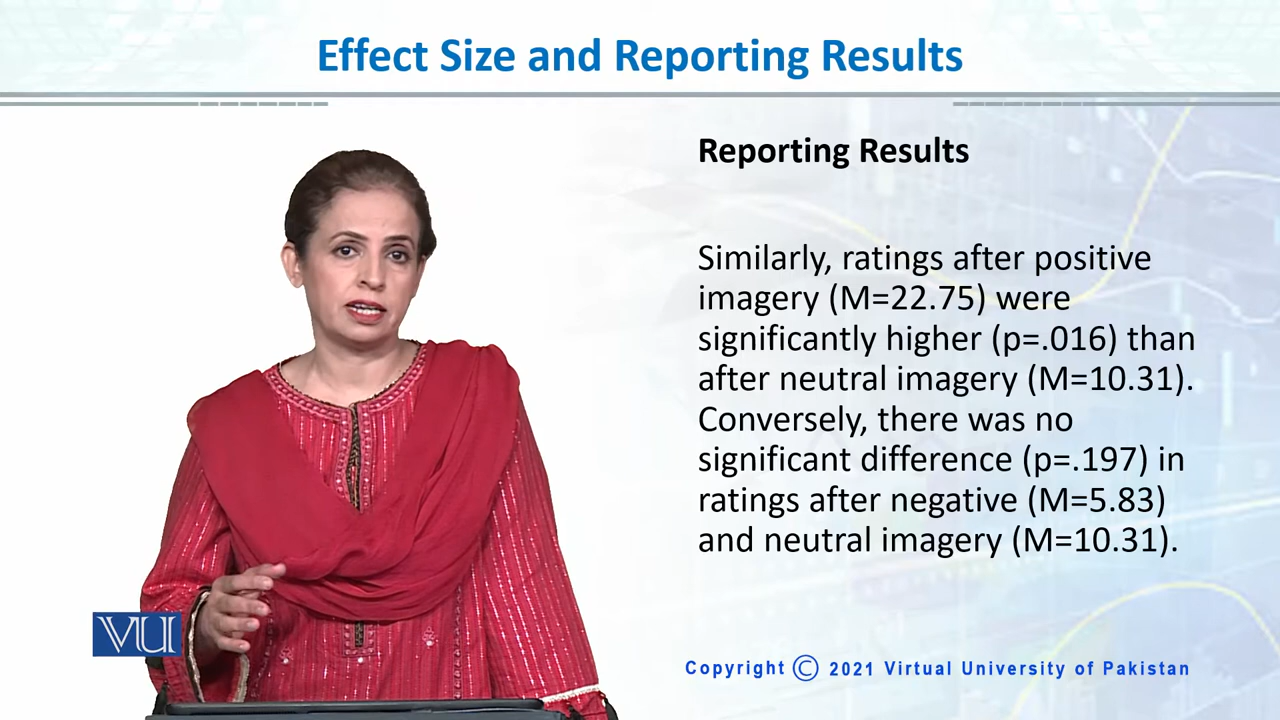 Effect Size and Reporting Results
Reporting Results
Similarly, ratings after positive
imagery (M=22.75) were
significantly higher (p=.016) than
after neutral imagery (M=10.31).
Conversely, there was no
significant difference (p=.197) in
ratings after negative (M=5.83)
and neutral imagery (M=10.31).
VU
Copyright © 2021 Virtual University of Pakistan